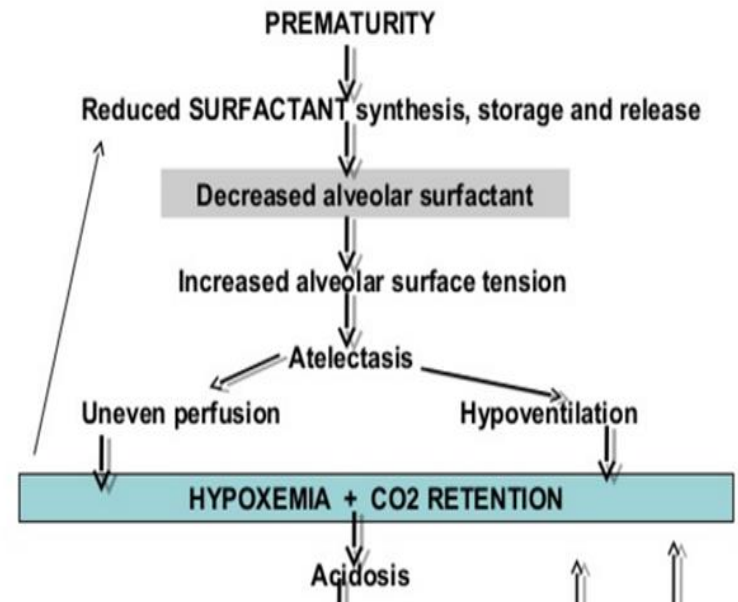 PREMATURITY
Reduced SURFACTANT synthesis, storage and release
Decreased alveolar surfactant
Increased alveolar surface tension
Atelectasis
Uneven perfusion
Hypoventilation
HYPOXEMIA + CO2 RETENTION
Acidosis